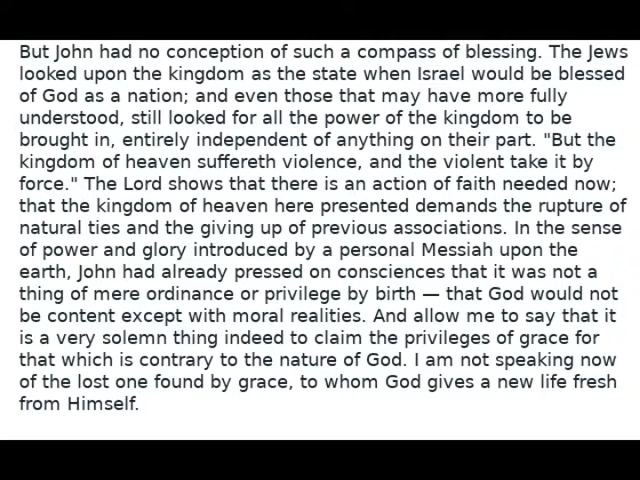 But John had no conception of such a compass of blessing. The Jews
looked upon the kingdom as the state when Israel would be blessed
of God as a nation; and even those that may have more fully
understood, still looked for all the power of the kingdom to be
brought in, entirely independent of anything on their part. "But the
kingdom of heaven suffereth violence, and the violent take it by
force." The Lord shows that there is an action of faith needed now;
that the kingdom of heaven here presented demands the rupture of
natural ties and the giving up of previous associations. In the sense
of power and glory introduced by a personal Messiah upon the
earth, John had already pressed on consciences that it was not a
thing of mere ordinance or privilege by birth — that God would not
be content except with moral realities. And allow me to say that it
is a very solemn thing indeed to claim the privileges of grace for
that which is contrary to the nature of God. I am not speaking now
of the lost one found by grace, to whom God gives a new life fresh
from Himself.